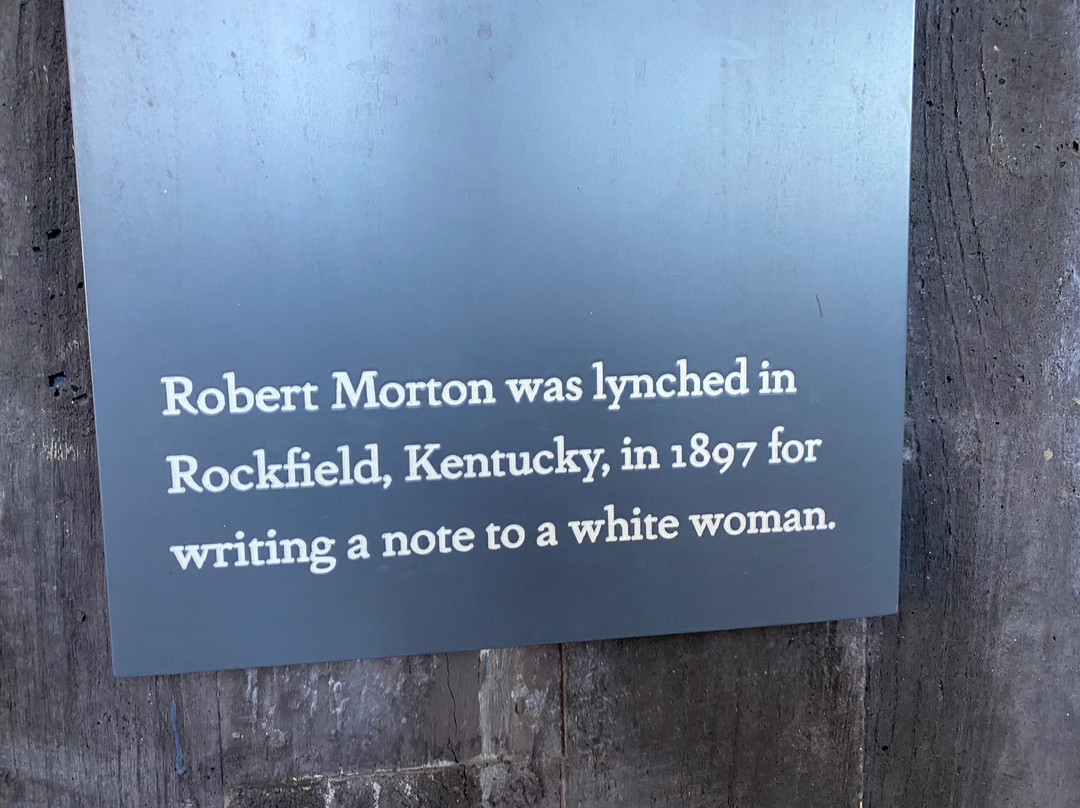 Robert Morton was lynched in
Rockfield, Kentucky, in 1897 for
writing a note to a white woman.